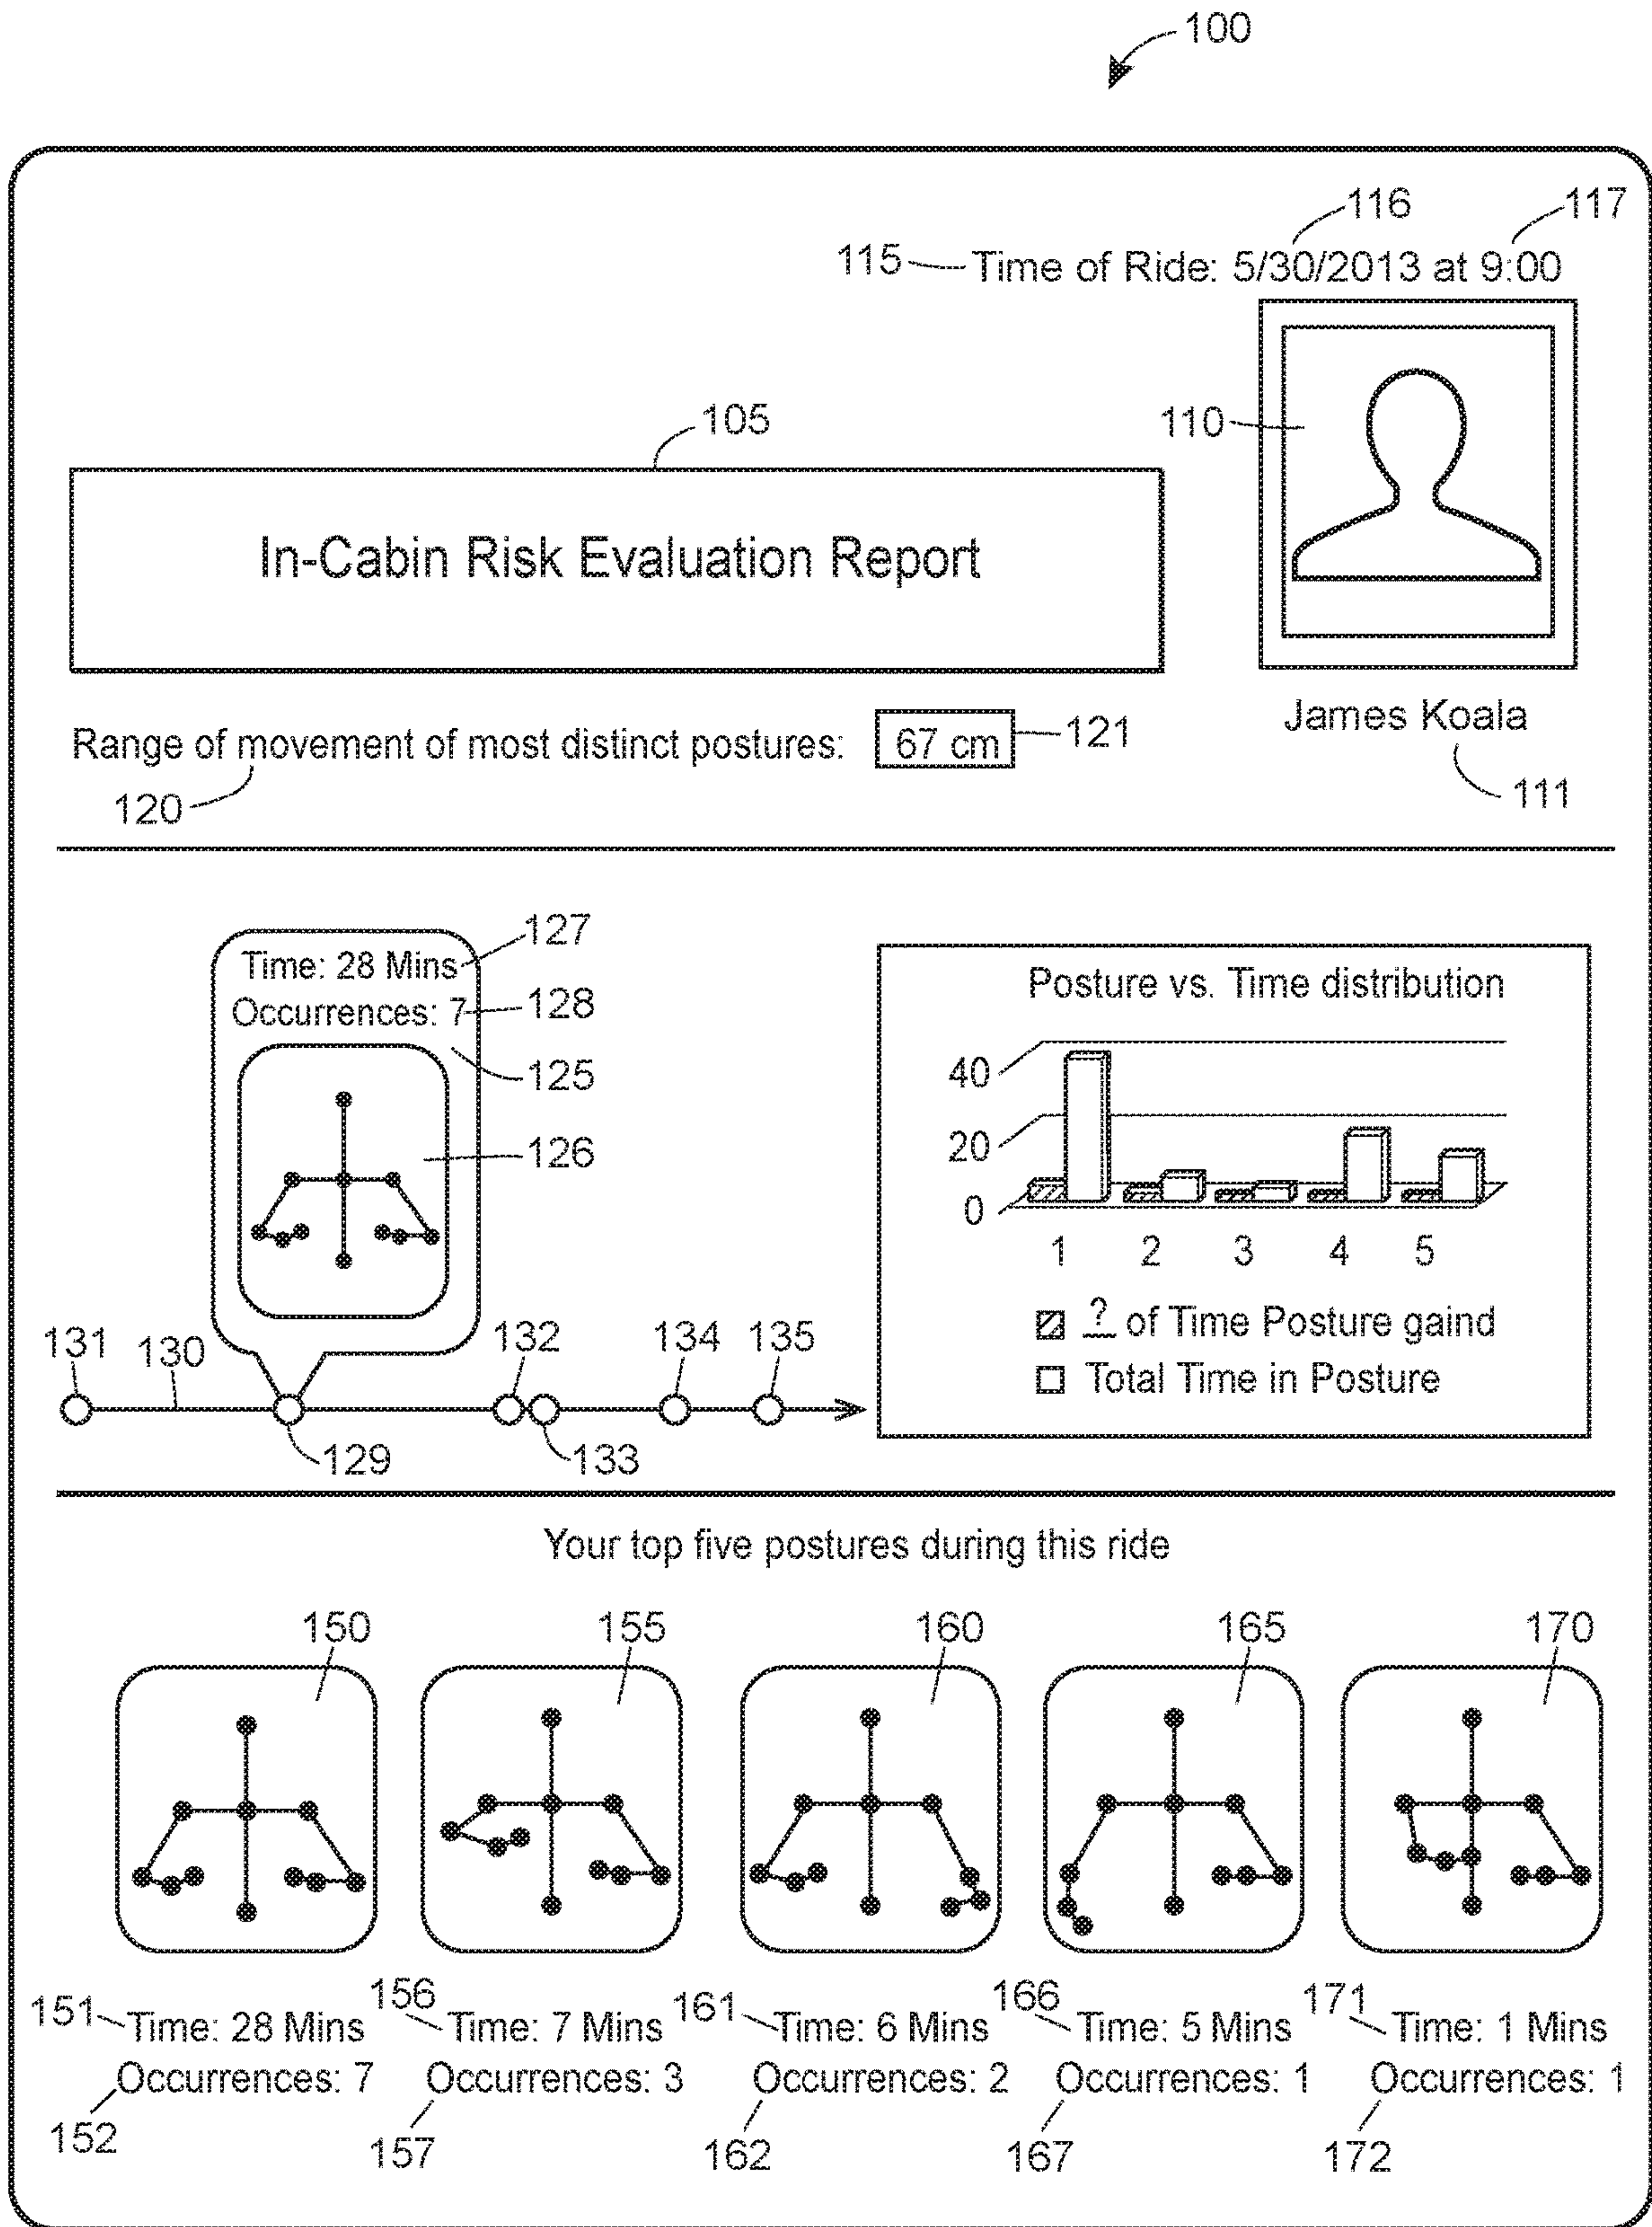 100
116 117
115 Time of Ride: 5/30/2013 at 9:00
105
110
In-Cabin Risk Evaluation Report
James Koala
Range of movement of most distinct postures: 67 cm 121
120
111
Time: 28 Mins 127
Occurrences: 7 128
125
126
131 130 132 134 135
129 133
Posture vs. Time distribution
40
20
0
1 2 3 4 5
? of Time Posture gaind
Total Time in Posture
Your top five postures during this ride
150 155 160 165 170
151 Time: 28 Mins 156 Time: 7 Mins 161 Time: 6 Mins 166 Time: 5 Mins 171 Time: 1 Mins
Occurrences: 7 Occurrences: 3 Occurrences: 2 Occurrences: 1 Occurrences: 1
152 157 162 167 172